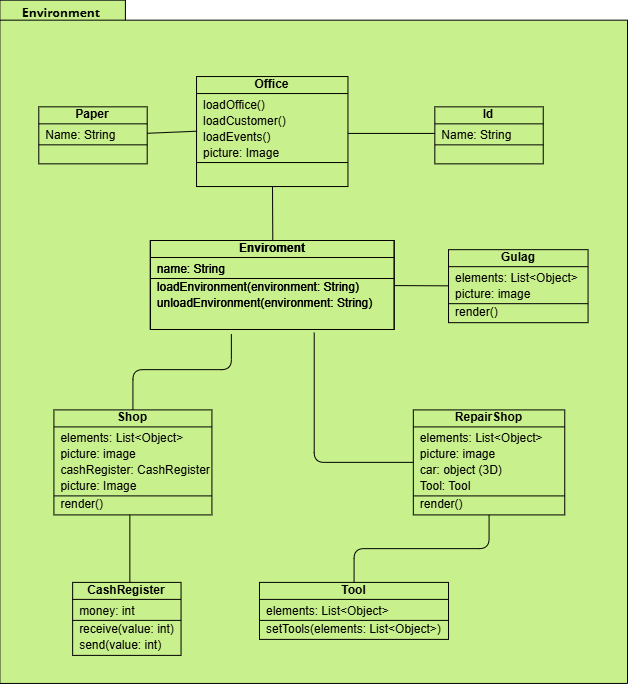 Environment
Office
loadOffice()
loadCustomer()
loadEvents()
picture: Image
Paper
Name: String
Id
Name: String
Enviroment
name: String
loadEnvironment(environment: String)
unloadEnvironment(environment: String)
Gulag
elements: List<Object>
picture: image
render()
Shop
elements: List<Object>
picture: image
cashRegister: CashRegister
picture: Image
render()
RepairShop
elements: List<Object>
picture: image
car: object (3D)
Tool: Tool
render()
CashRegister
money: int
receive(value: int)
send(value: int)
Tool
elements: List<Object>
setTools(elements: List<Object>)